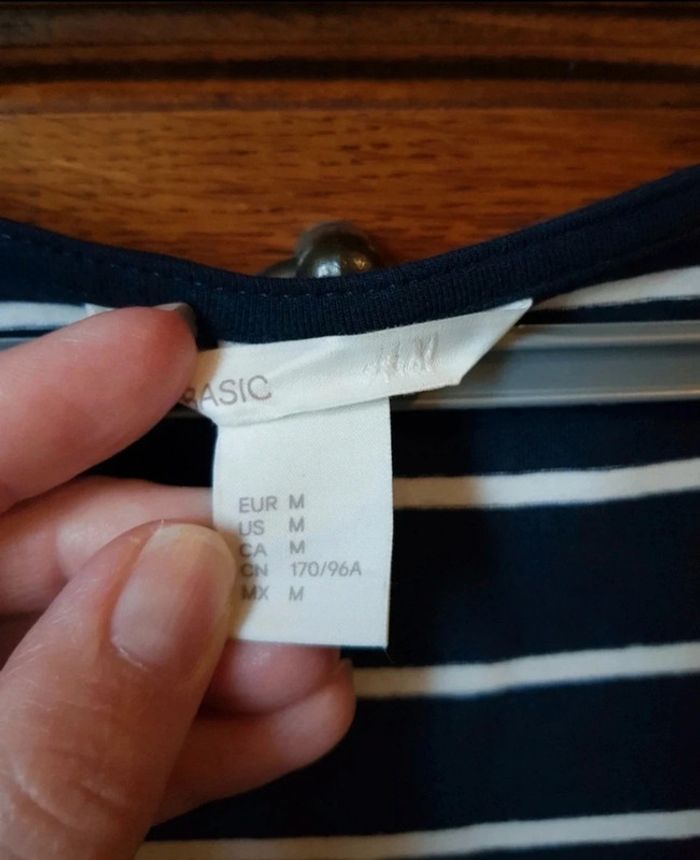 BASIC H&M
EUR M
US M
CA M
CN 170/96A
MX M